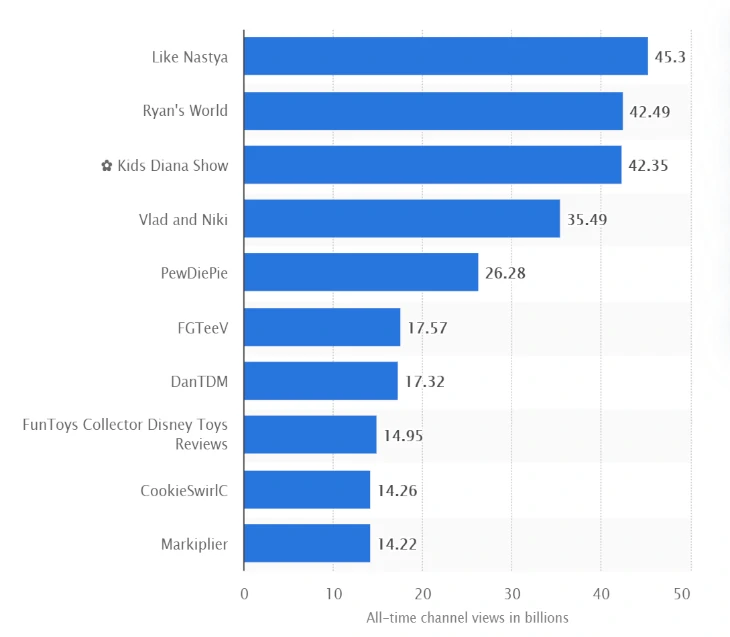 Like Nastya 45.3
Ryan's World 42.49
✿ Kids Diana Show 42.35
Vlad and Niki 35.49
PewDiePie 26.28
FGTeeV 17.57
DanTDM 17.32
FunToys Collector Disney Toys
Reviews 14.95
CookieSwirlC 14.26
Markiplier 14.22
0 10 20 30 40 50
All-time channel views in billions